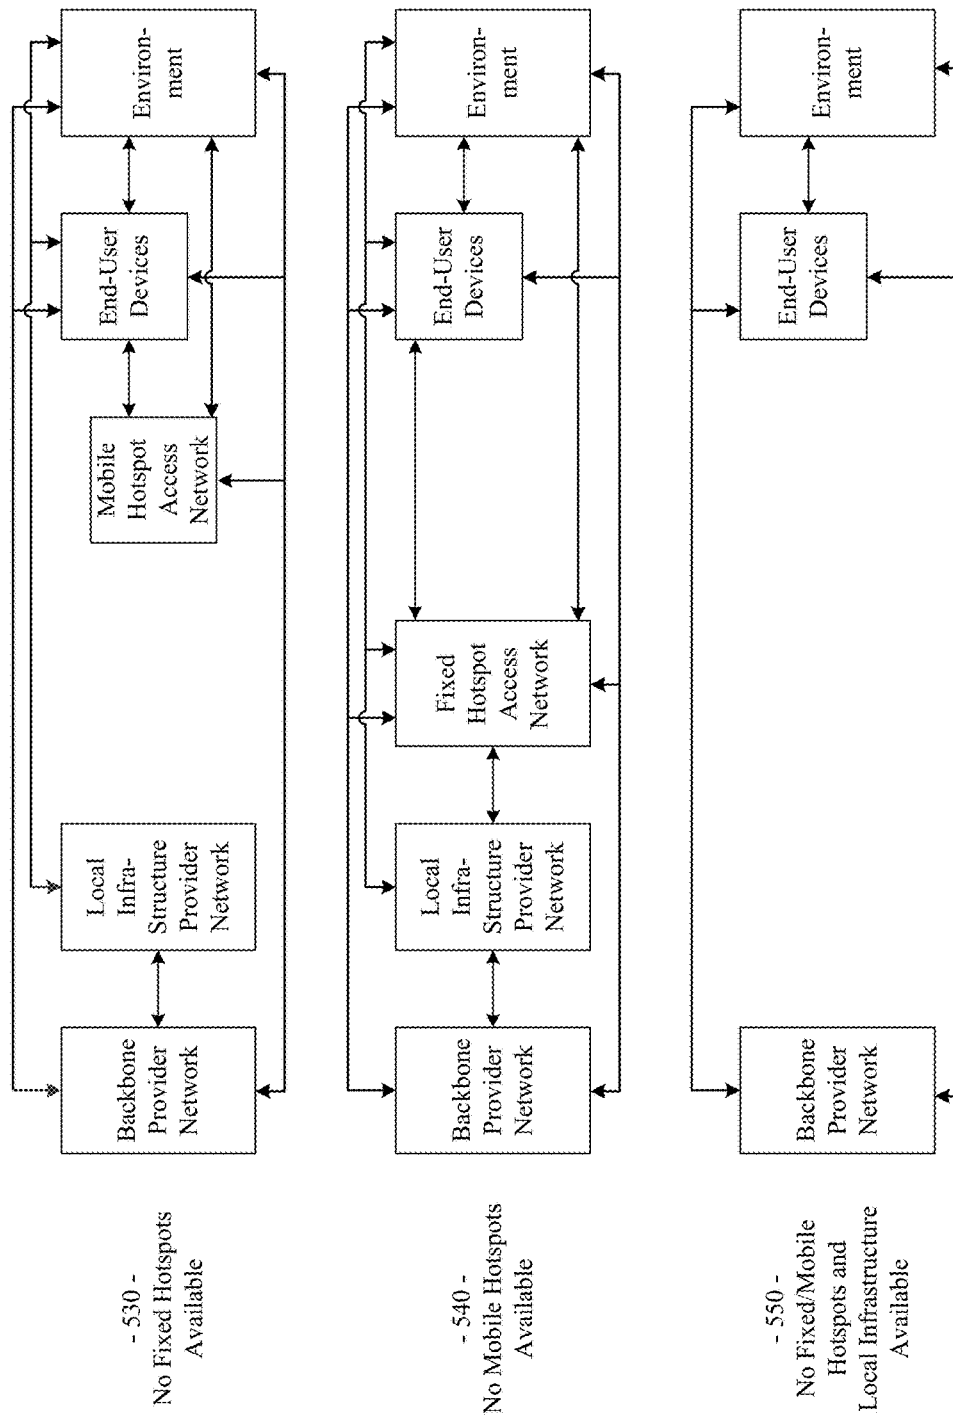 - 530 -
No Fixed Hotspots
Available
Backbone
Provider
Network
Local
Infra-
Structure
Provider
Network
Mobile
Hotspot
Access
Network
End-User
Devices
Environ-
ment
- 540 -
No Mobile Hotspots
Available
Backbone
Provider
Network
Local
Infra-
Structure
Provider
Network
Fixed
Hotspot
Access
Network
End-User
Devices
Environ-
ment
- 550 -
No Fixed/Mobile
Hotspots and
Local Infrastructure
Available
Backbone
Provider
Network
End-User
Devices
Environ-
ment